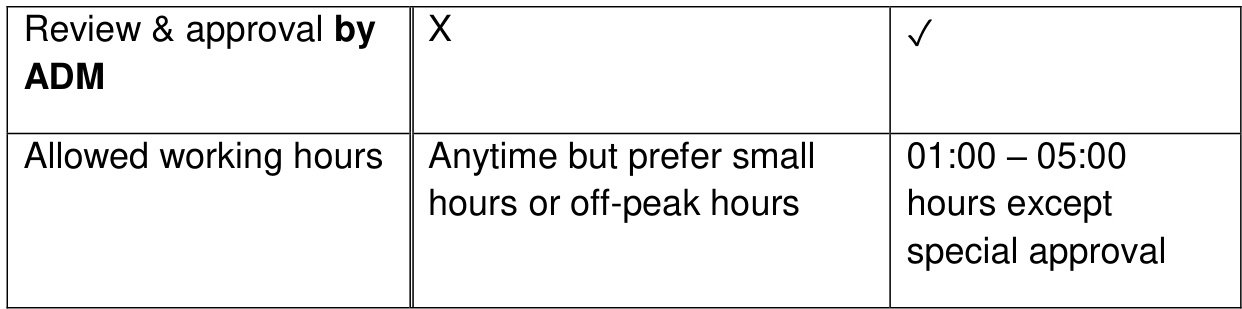 Review & approval by
ADM
X
✓
Allowed working hours
Anytime but prefer small
hours or off-peak hours
01:00 – 05:00
hours except
special approval